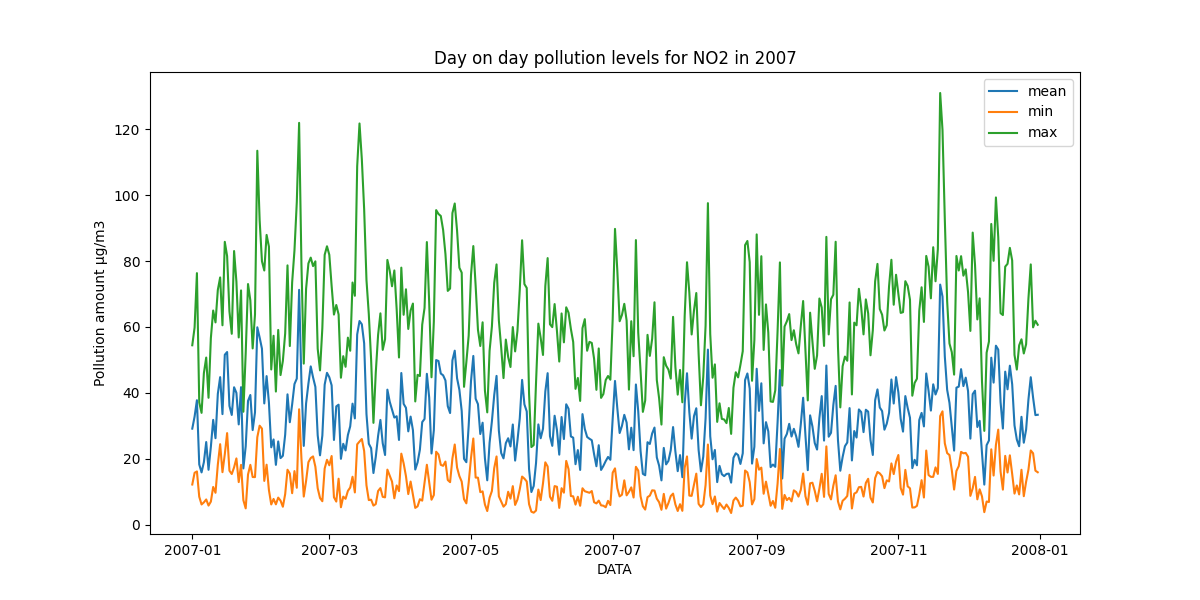 Day on day pollution levels for NO2 in 2007
mean
min
max
Pollution amount µg/m3
120
100
80
60
40
20
0
2007-01
2007-03
2007-05
2007-07
2007-09
2007-11
2008-01
DATA